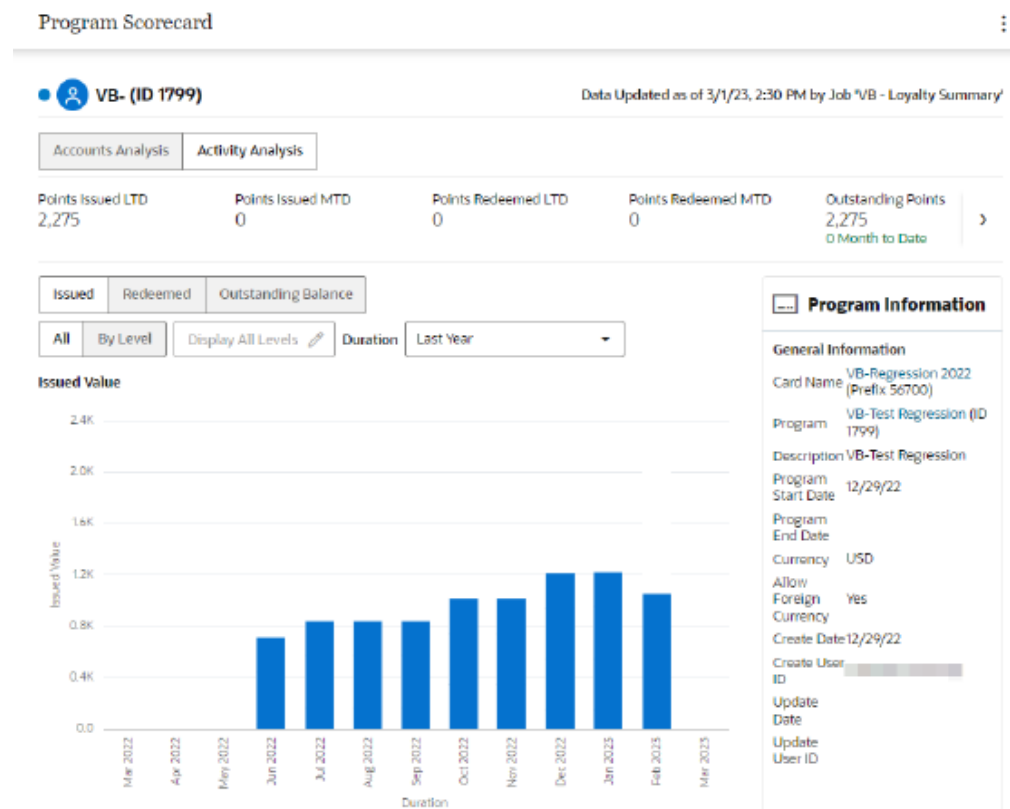 Program Scorecard
VB- (ID 1799)
Data Updated as of 3/1/23, 2:30 PM by Job 'VB - Loyalty Summary'
Accounts Analysis
Activity Analysis
Points Issued LTD
2,275
Points Issued MTD
0
Points Redeemed LTD
0
Points Redeemed MTD
0
Outstanding Points
2,275
0 Month to Date
Issued
Redeemed
Outstanding Balance
All
By Level
Display All Levels
Duration
Last Year
Issued Value
2.4K
2.0K
1.6K
1.2K
0.8K
0.4K
0.0
Issued Value
Mar 2022
Apr 2022
May 2022
Jun 2022
Jul 2022
Aug 2022
Sep 2022
Oct 2022
Nov 2022
Dec 2022
Jan 2023
Feb 2023
Mar 2023
Duration
Program Information
General Information
Card Name VB-Regression 2022
(Prefix 56700)
Program VB-Test Regression (ID
1799)
Description VB-Test Regression
Program
Start Date 12/29/22
Program
End Date
Currency USD
Allow
Foreign Yes
Currency
Create Date 12/29/22
Create User
ID
Update
Date
Update
User ID